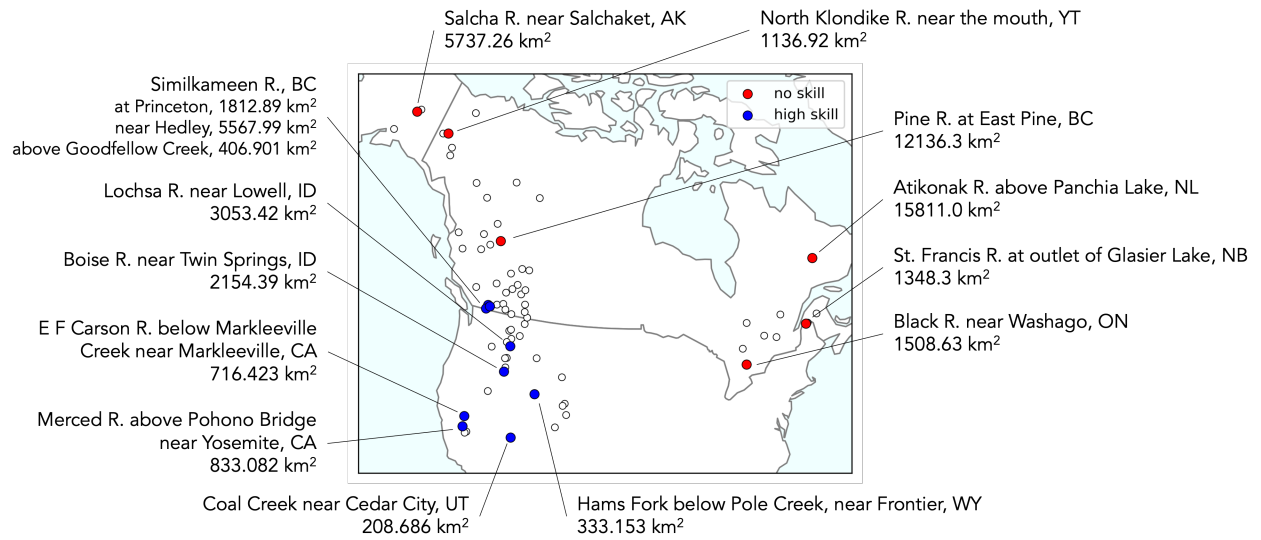 Salcha R. near Salchaket, AK
5737.26 km²
North Klondike R. near the mouth, YT
1136.92 km²
Similkameen R., BC
at Princeton, 1812.89 km²
near Hedley, 5567.99 km²
above Goodfellow Creek, 406.901 km²
no skill
high skill
Pine R. at East Pine, BC
12136.3 km²
Lochsa R. near Lowell, ID
3053.42 km²
Atikonak R. above Panchia Lake, NL
15811.0 km²
Boise R. near Twin Springs, ID
2154.39 km²
St. Francis R. at outlet of Glasier Lake, NB
1348.3 km²
E F Carson R. below Markleeville
Creek near Markleeville, CA
716.423 km²
Black R. near Washago, ON
1508.63 km²
Merced R. above Pohono Bridge
near Yosemite, CA
833.082 km²
Coal Creek near Cedar City, UT
208.686 km²
Hams Fork below Pole Creek, near Frontier, WY
333.153 km²